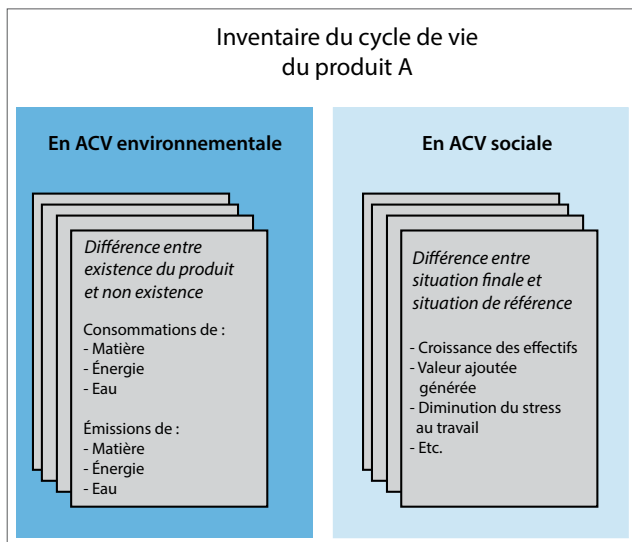 Inventaire du cycle de vie
du produit A
En ACV environnementale
Différence entre
existence du produit
et non existence
Consommations de :
- Matière
- Énergie
- Eau
Émissions de :
- Matière
- Énergie
- Eau
En ACV sociale
Différence entre
situation finale et
situation de référence
- Croissance des effectifs
- Valeur ajoutée
générée
- Diminution du stress
au travail
- Etc.